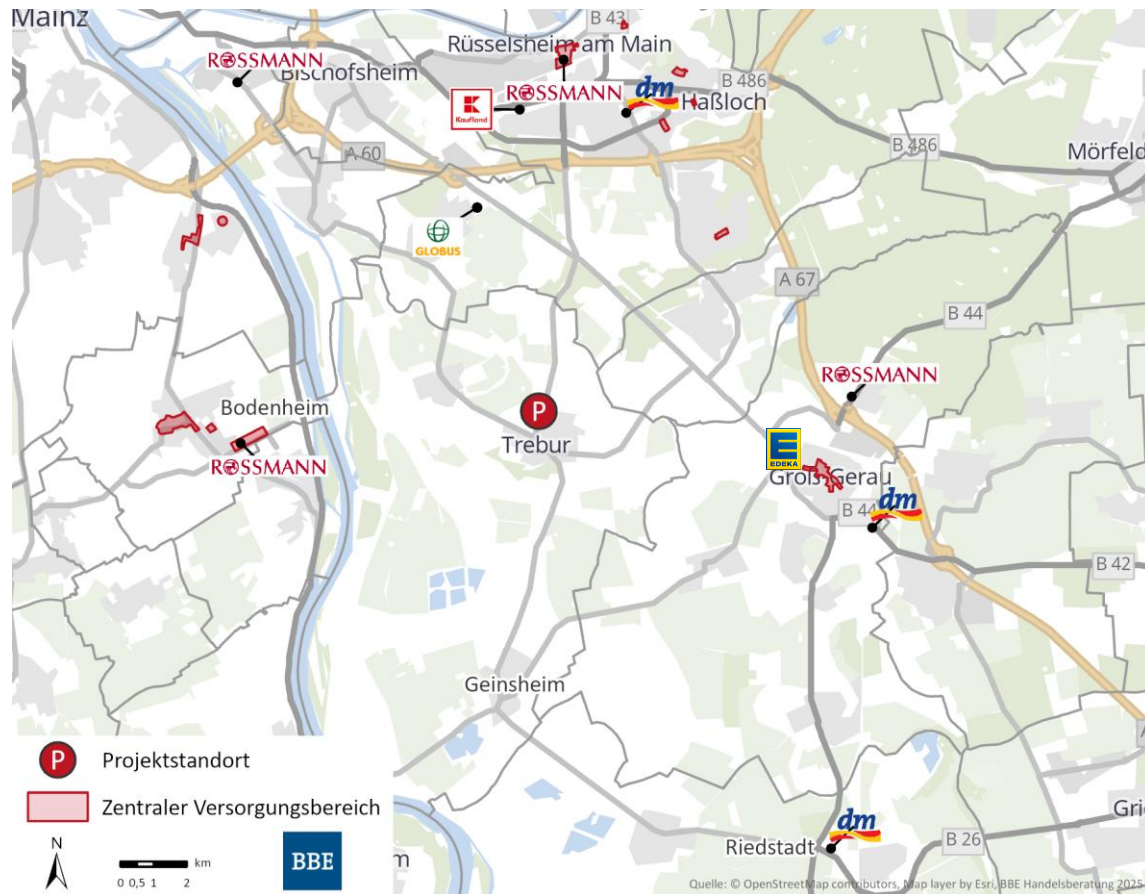 Mainz
B 43
Rüsselsheim am Main
ROSSMANN
Bischofsheim
B 486
dm
ROSSMANN
Haßloch
K
Kaufland
A 60
B 486
Mörfeld
GLOBUS
A 67
B 44
ROSSMANN
Bodenheim
P
Trebur
E
EDEKA
ROSSMANN
Groß-Gerau
dm
B 44
B 42
Geinsheim
P Projektstandort
Zentraler Versorgungsbereich
dm
Gri
N
Riedstadt
B 26
km
BBE
m
0 0,5 1 2
Quelle: © OpenStreetMap contributors, Map layer by Esri, BBE Handelsberatung 2025